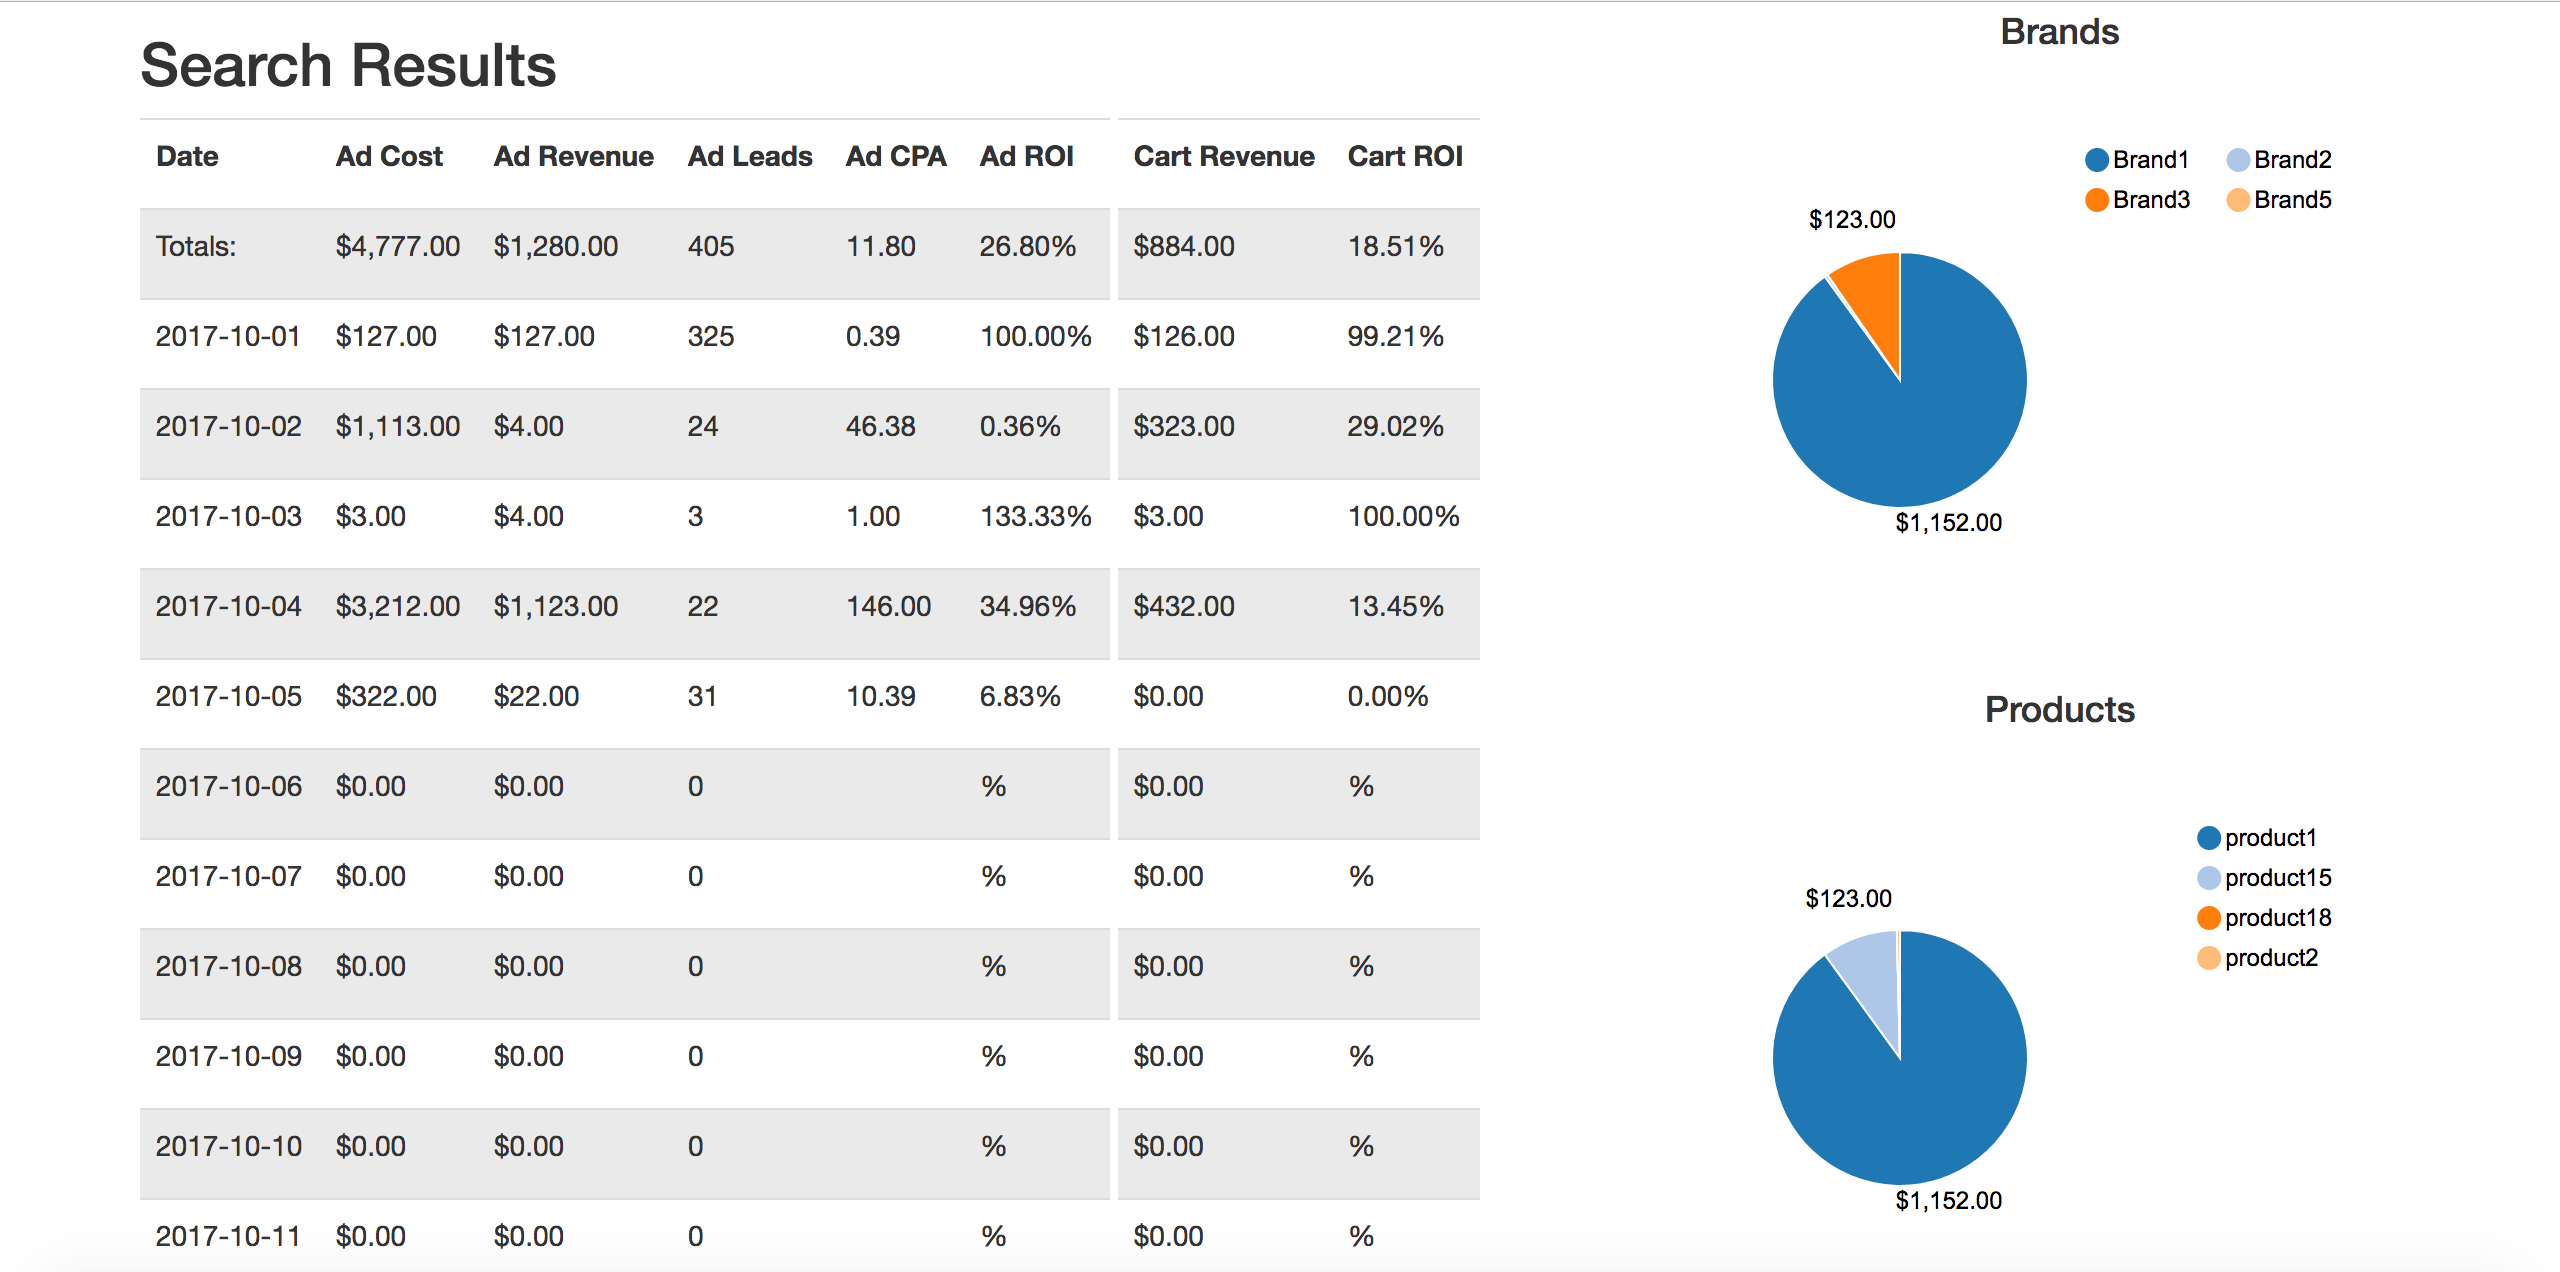 Search Results
Date Ad Cost Ad Revenue Ad Leads Ad CPA Ad ROI Cart Revenue Cart ROI
Totals: $4,777.00 $1,280.00 405 11.80 26.80% $884.00 18.51%
2017-10-01 $127.00 $127.00 325 0.39 100.00% $126.00 99.21%
2017-10-02 $1,113.00 $4.00 24 46.38 0.36% $323.00 29.02%
2017-10-03 $3.00 $4.00 3 1.00 133.33% $3.00 100.00%
2017-10-04 $3,212.00 $1,123.00 22 146.00 34.96% $432.00 13.45%
2017-10-05 $322.00 $22.00 31 10.39 6.83% $0.00 0.00%
2017-10-06 $0.00 $0.00 0 % $0.00 %
2017-10-07 $0.00 $0.00 0 % $0.00 %
2017-10-08 $0.00 $0.00 0 % $0.00 %
2017-10-09 $0.00 $0.00 0 % $0.00 %
2017-10-10 $0.00 $0.00 0 % $0.00 %
2017-10-11 $0.00 $0.00 0 % $0.00 %
Brands
Brand1 Brand2
Brand3 Brand5
$123.00
$1,152.00
Products
product1
product15
product18
product2
$123.00
$1,152.00